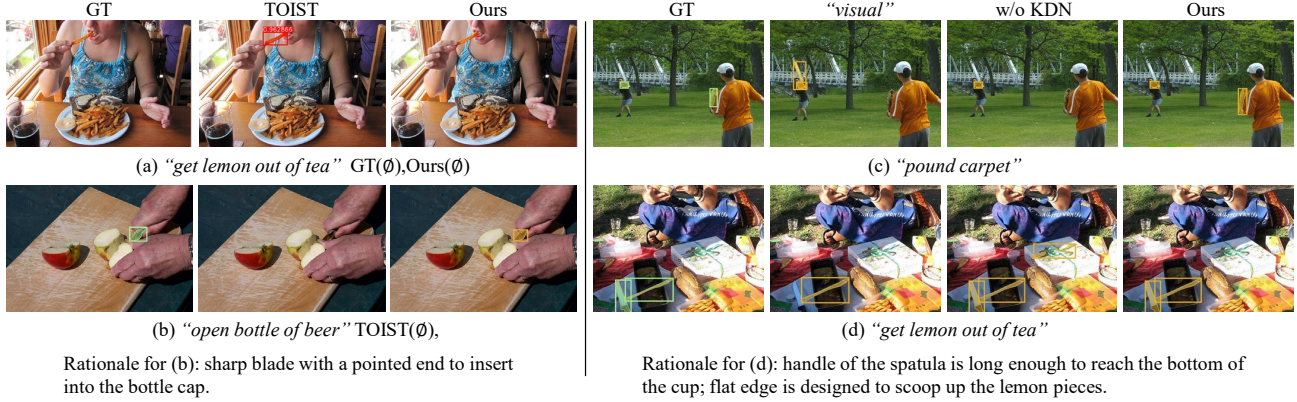 GT TOIST Ours
0.962866
(a) “get lemon out of tea” GT(∅),Ours(∅)
(b) “open bottle of beer” TOIST(∅),
Rationale for (b): sharp blade with a pointed end to insert
into the bottle cap.
GT “visual” w/o KDN Ours
(c) “pound carpet”
(d) “get lemon out of tea”
Rationale for (d): handle of the spatula is long enough to reach the bottom of
the cup; flat edge is designed to scoop up the lemon pieces.